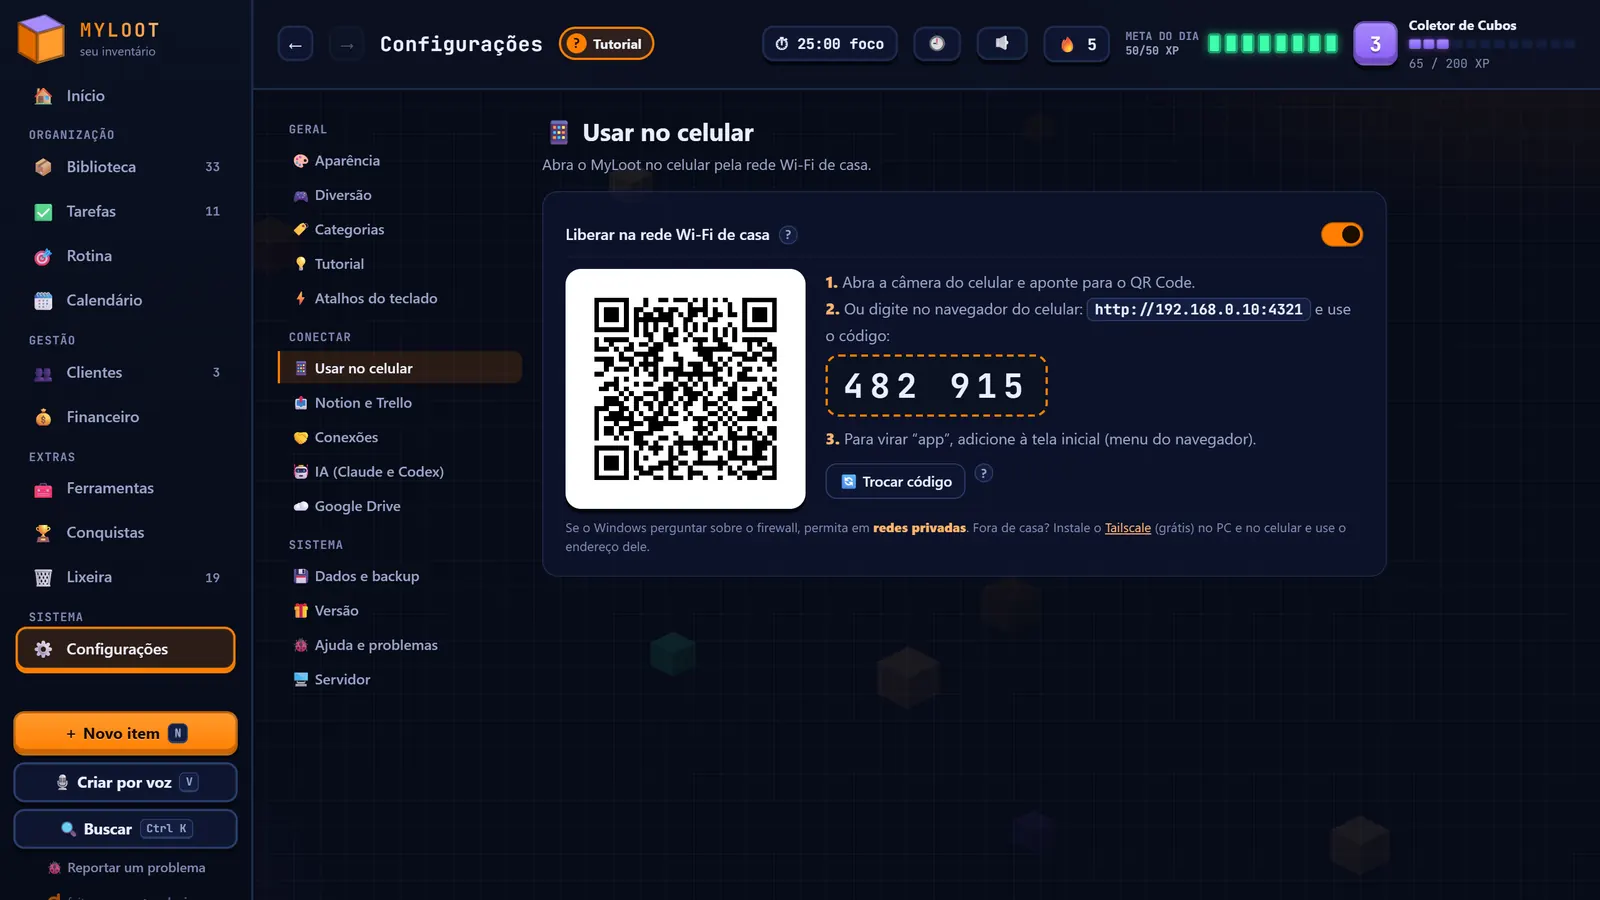 MYLOOT
seu inventário
Início
ORGANIZAÇÃO
Biblioteca 33
Tarefas 11
Rotina
Calendário
GESTÃO
Clientes 3
Financeiro
EXTRAS
Ferramentas
Conquistas
Lixeira 19
SISTEMA
Configurações
+ Novo item N
Criar por voz V
Buscar Ctrl K
Reportar um problema
← → Configurações ? Tutorial
25:00 foco
5
META DO DIA
50/50 XP
3
Coletor de Cubos
65 / 200 XP
GERAL
Aparência
Diversão
Categorias
Tutorial
Atalhos do teclado
CONECTAR
Usar no celular
Notion e Trello
Conexões
IA (Claude e Codex)
Google Drive
SISTEMA
Dados e backup
Versão
Ajuda e problemas
Servidor
Usar no celular
Abra o MyLoot no celular pela rede Wi-Fi de casa.
Liberar na rede Wi-Fi de casa ?
1. Abra a câmera do celular e aponte para o QR Code.
2. Ou digite no navegador do celular: http://192.168.0.10:4321 e use
o código:
482 915
3. Para virar “app”, adicione à tela inicial (menu do navegador).
Trocar código ?
Se o Windows perguntar sobre o firewall, permita em redes privadas. Fora de casa? Instale o Tailscale (grátis) no PC e no celular e use o
endereço dele.